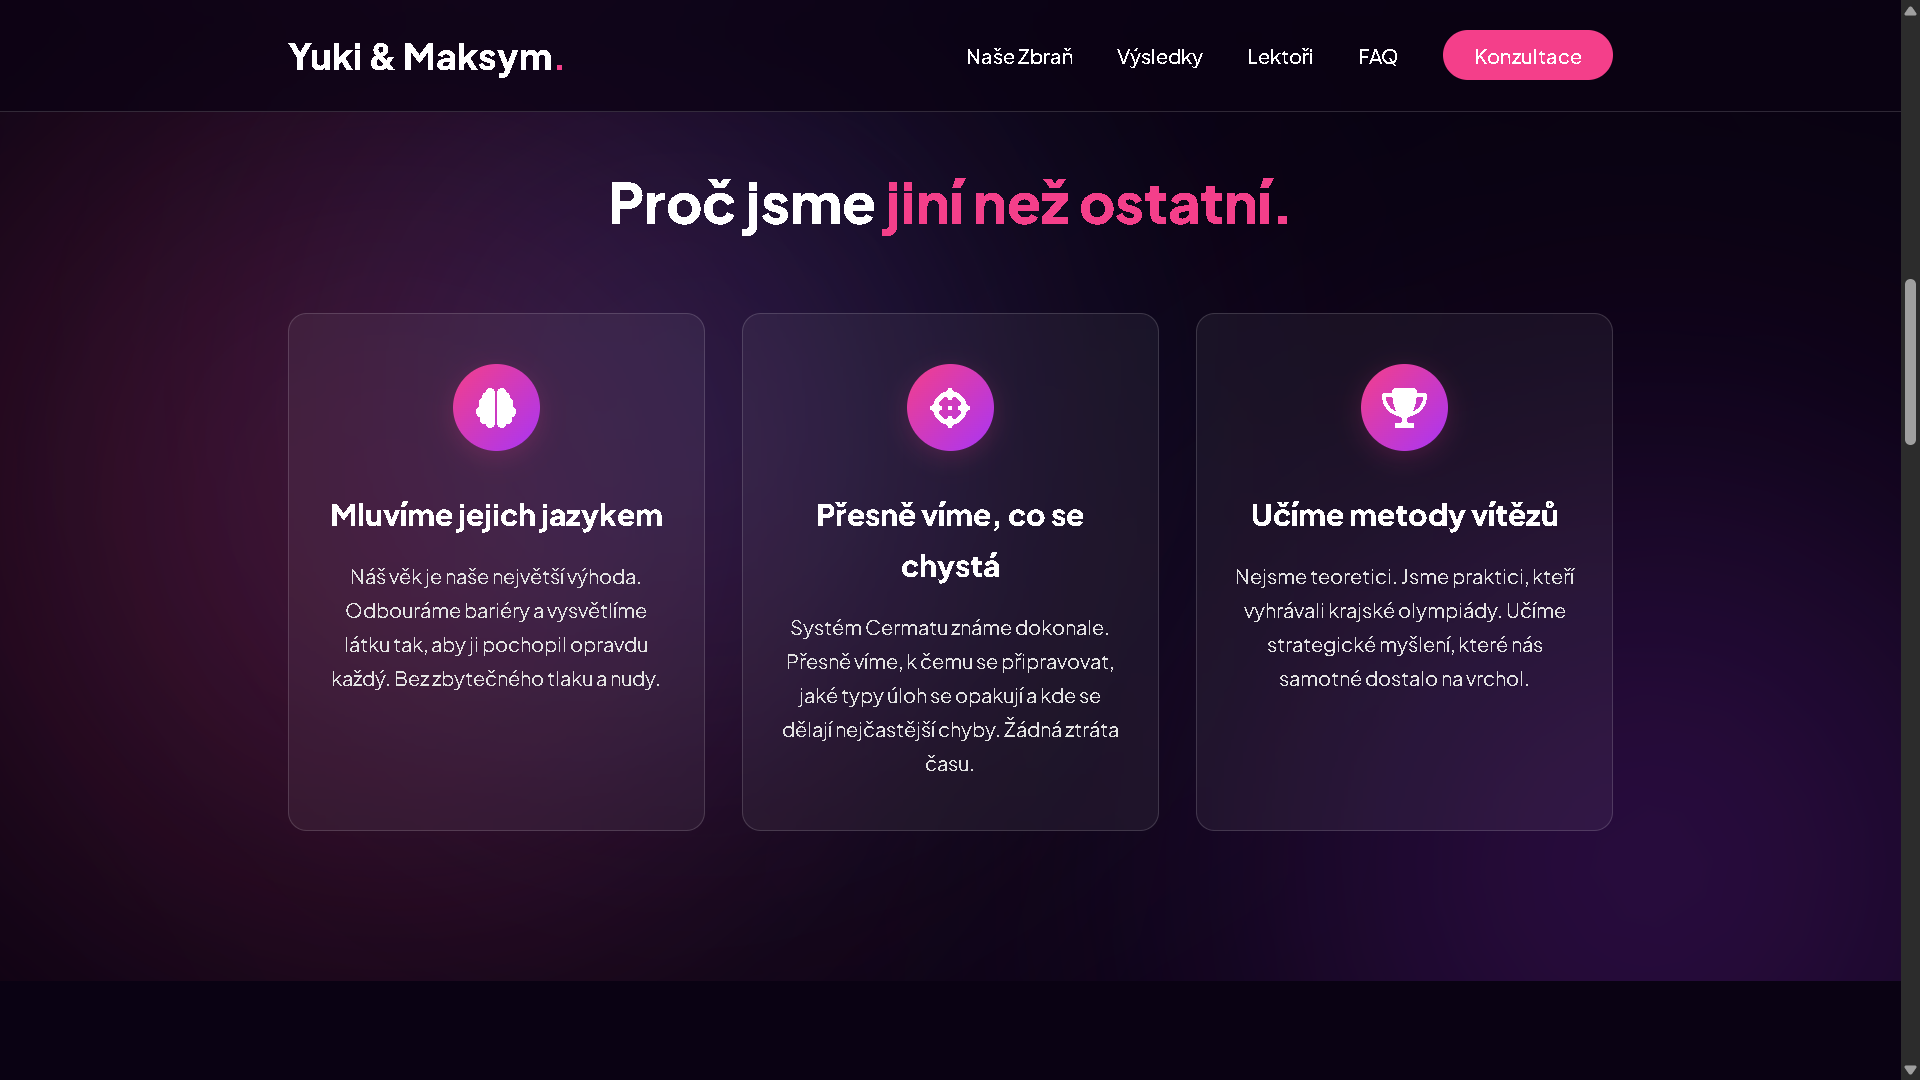 Yuki & Maksym.
Naše Zbraň
Výsledky
Lektoři
FAQ
Konzultace
Proč jsme jiní než ostatní.
Mluvíme jejich jazykem
Náš věk je naše největší výhoda.
Odbouráme bariéry a vysvětlíme
látku tak, aby ji pochopil opravdu
každý. Bez zbytečného tlaku a nudy.
Přesně víme, co se
chystá
Systém Cermatu známe dokonale.
Přesně víme, k čemu se připravovat,
jaké typy úloh se opakují a kde se
dělají nejčastější chyby. Žádná ztráta
času.
Učíme metody vítězů
Nejsme teoretici. Jsme praktici, kteří
vyhrávali krajské olympiády. Učíme
strategické myšlení, které nás
samotné dostalo na vrchol.